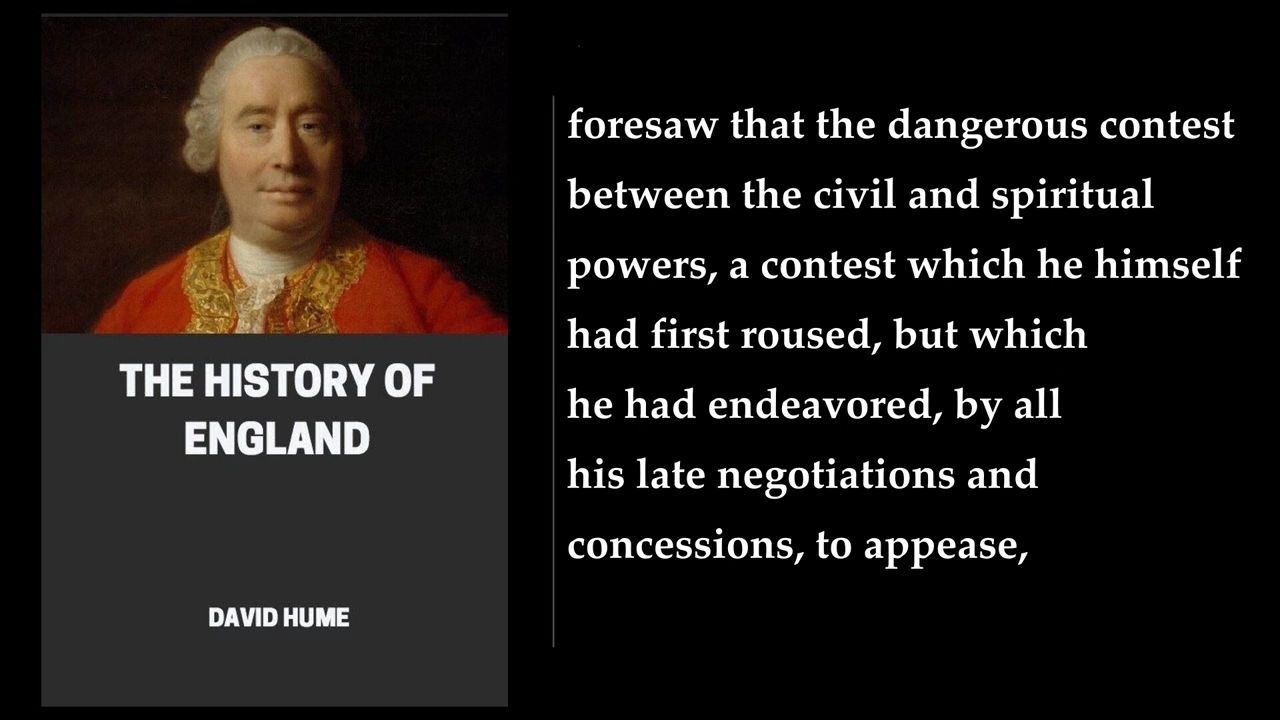 THE HISTORY OF
ENGLAND
DAVID HUME
foresaw that the dangerous contest
between the civil and spiritual
powers, a contest which he himself
had first roused, but which
he had endeavored, by all
his late negotiations and
concessions, to appease,